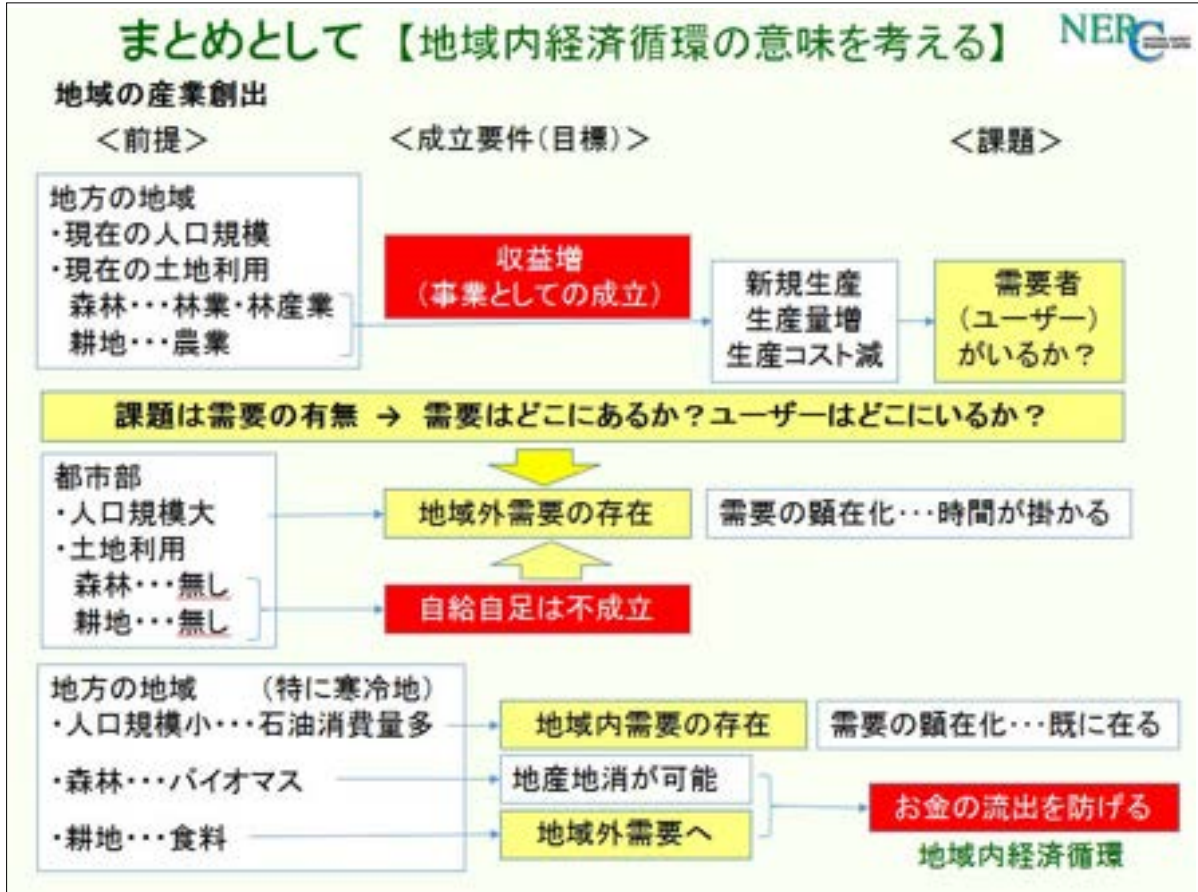 まとめとして 【地域内経済循環の意味を考える】
NERC
地域の産業創出
＜前提＞
＜成立要件(目標)＞
＜課題＞
地方の地域
・現在の人口規模
・現在の土地利用
森林・・・林業・林産業
耕地・・・農業
収益増
（事業としての成立）
新規生産
生産量増
生産コスト減
需要者
（ユーザー）
がいるか？
課題は需要の有無 → 需要はどこにあるか？ユーザーはどこにいるか？
都市部
・人口規模大
・土地利用
森林・・・無し
耕地・・・無し
地域外需要の存在
需要の顕在化・・・時間が掛かる
自給自足は不成立
地方の地域 （特に寒冷地）
・人口規模小・・・石油消費量多
・森林・・・バイオマス
・耕地・・・食料
地域内需要の存在
需要の顕在化・・・既に在る
地産地消が可能
地域外需要へ
お金の流出を防げる
地域内経済循環